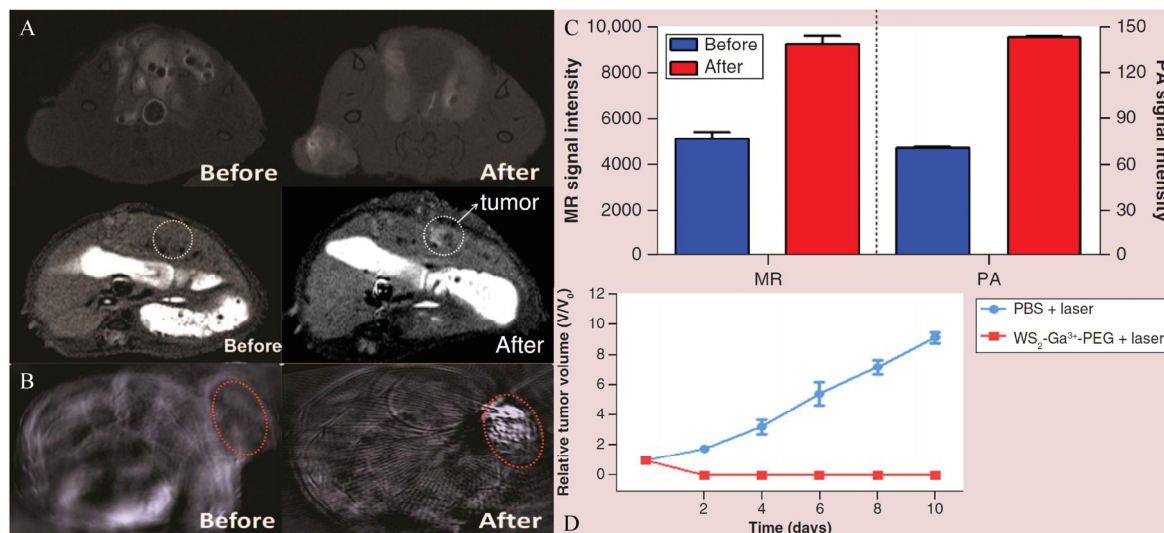 A
Before
After
Before
tumor
After
B
Before
After
C
10,000
8000
6000
4000
2000
0
MR signal intensity
Before
After
MR
PA
150
120
90
60
30
0
PA signal intensity
12
10
8
6
4
2
0
Relative tumor volume (V/V₀)
2
4
6
8
10
Time (days)
D
PBS + laser
WS₂-Ga³⁺-PEG + laser